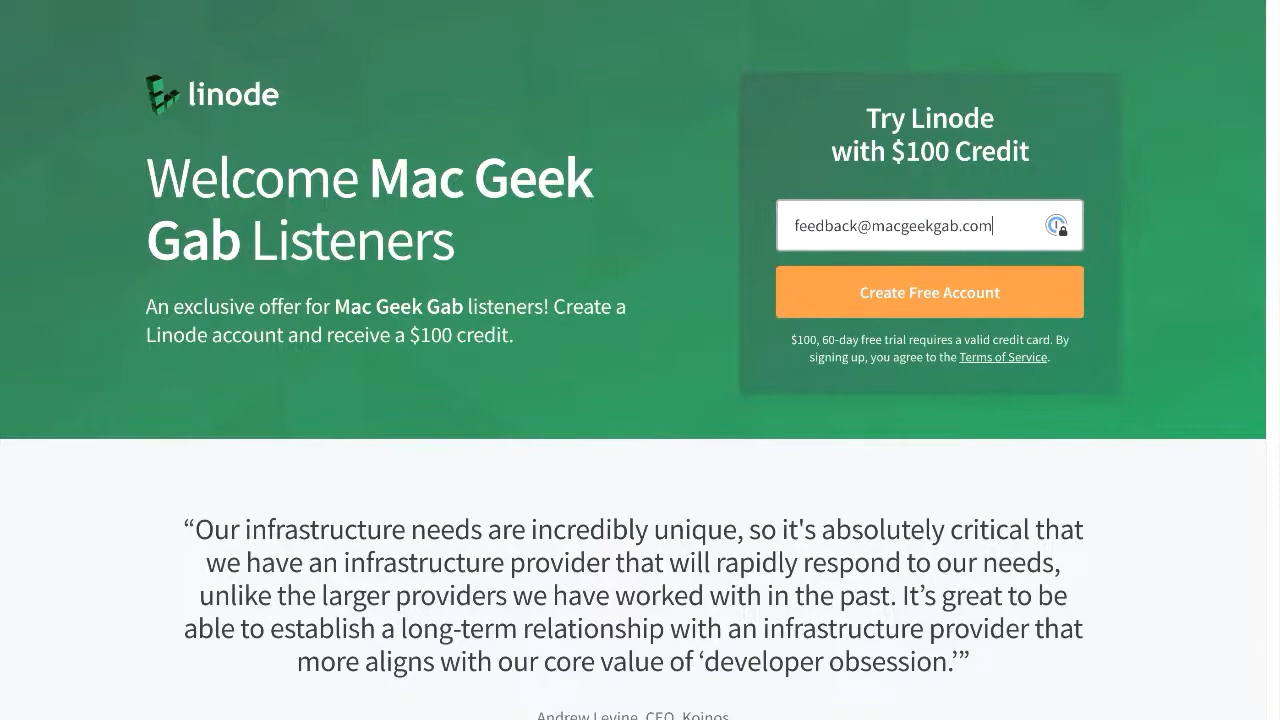 linode
Welcome Mac Geek
Gab Listeners
An exclusive offer for Mac Geek Gab listeners! Create a
Linode account and receive a $100 credit.
Try Linode
with $100 Credit
feedback@macgeekgab.com
Create Free Account
$100, 60-day free trial requires a valid credit card. By
signing up, you agree to the Terms of Service.
“Our infrastructure needs are incredibly unique, so it's absolutely critical that
we have an infrastructure provider that will rapidly respond to our needs,
unlike the larger providers we have worked with in the past. It’s great to be
able to establish a long-term relationship with an infrastructure provider that
more aligns with our core value of ‘developer obsession.’”
Andrew Levine, CEO, Koinos